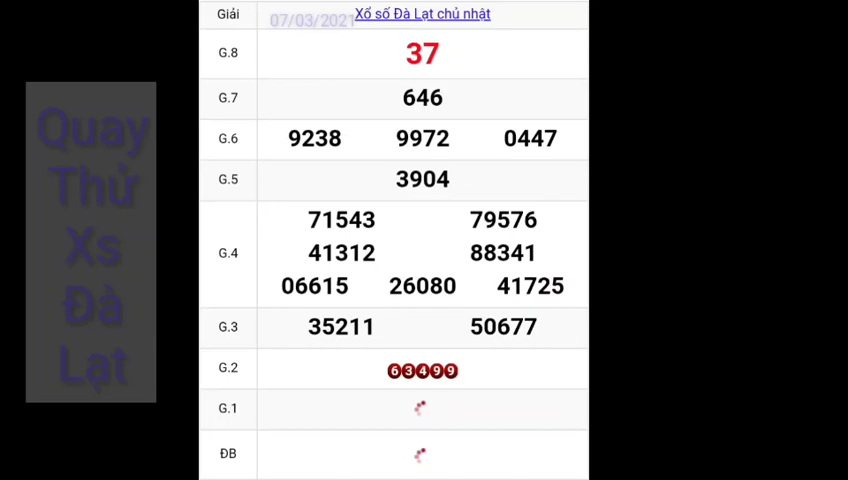 Quay
Thử
Xs
Đà
Lạt
Giải 07/03/2021 Xổ số Đà Lạt chủ nhật
G.8 37
G.7 646
G.6 9238 9972 0447
G.5 3904
71543 79576
G.4 41312 88341
06615 26080 41725
G.3 35211 50677
G.2 63499
G.1
ĐB